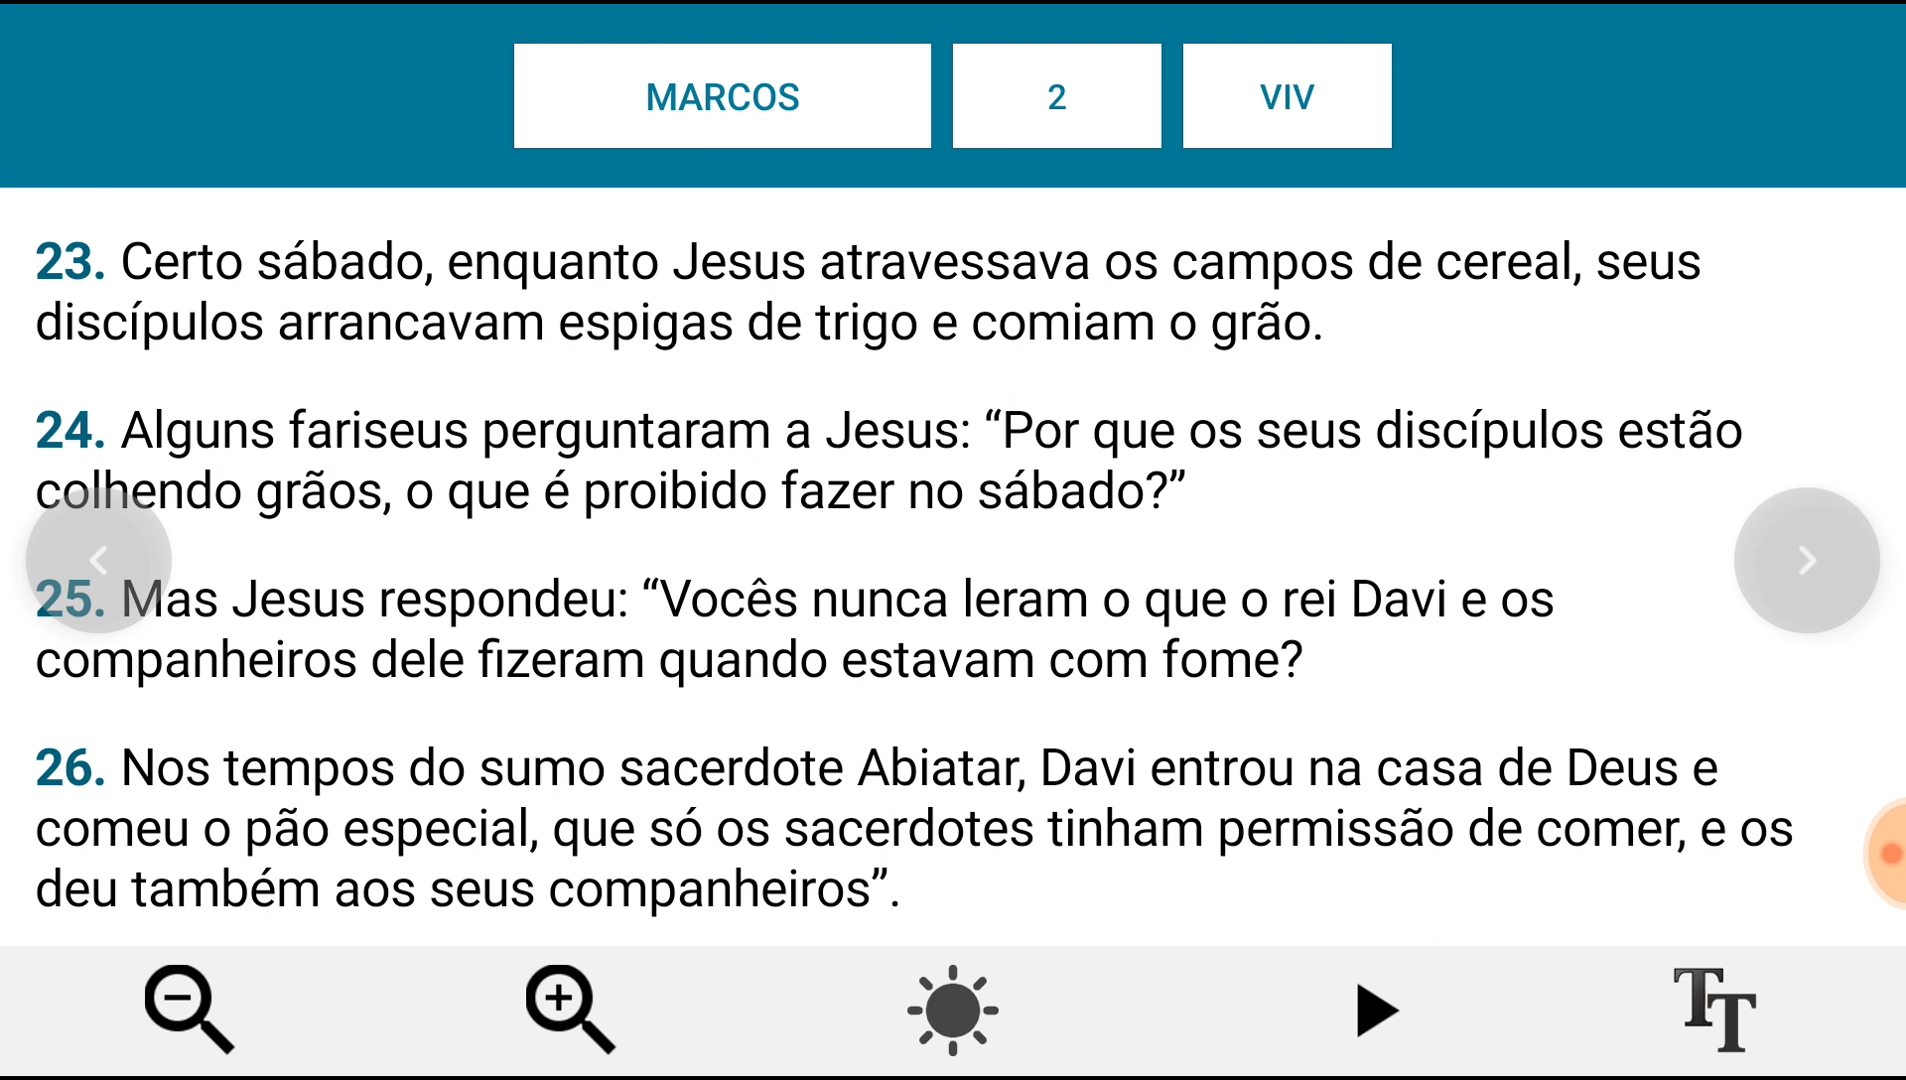 MARCOS 2 VIV
23. Certo sábado, enquanto Jesus atravessava os campos de cereal, seus
discípulos arrancavam espigas de trigo e comiam o grão.
24. Alguns fariseus perguntaram a Jesus: “Por que os seus discípulos estão
colhendo grãos, o que é proibido fazer no sábado?”
25. Mas Jesus respondeu: “Vocês nunca leram o que o rei Davi e os
companheiros dele fizeram quando estavam com fome?
26. Nos tempos do sumo sacerdote Abiatar, Davi entrou na casa de Deus e
comeu o pão especial, que só os sacerdotes tinham permissão de comer, e os
deu também aos seus companheiros”.
TT